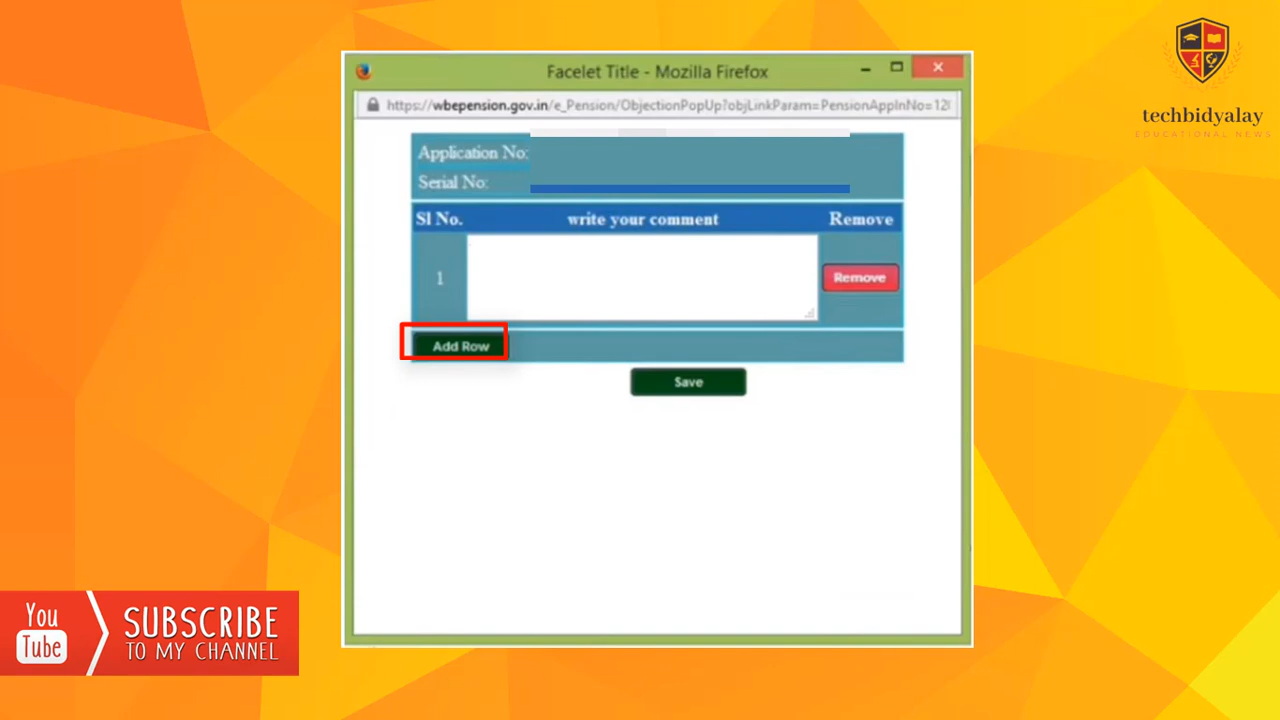 techbidyalay
EDUCATIONAL NEWS
Facelet Title - Mozilla Firefox
https://wbepension.gov.in/e_Pension/ObjectionPopUp?objLinkParam=PensionAppInNo=12
Application No:
Serial No:
Sl No. write your comment Remove
1 Remove
Add Row
Save
You Tube
SUBSCRIBE
TO MY CHANNEL